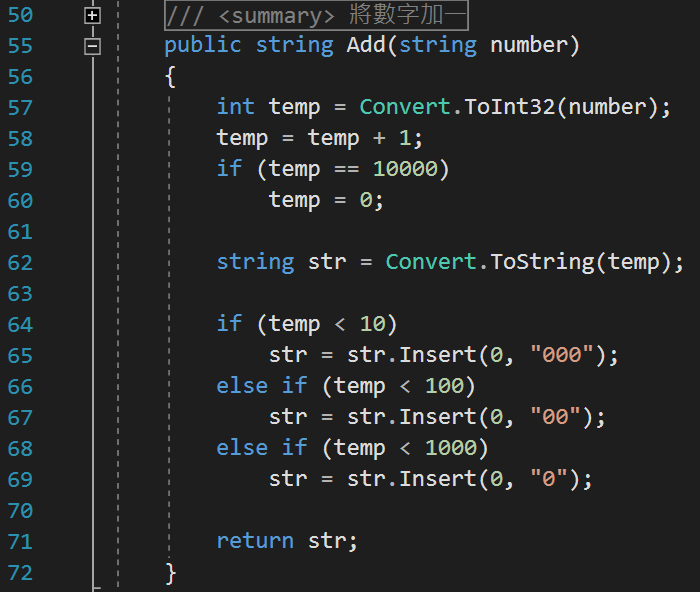 50 /// <summary> 將數字加一
55 public string Add(string number)
56 {
57 int temp = Convert.ToInt32(number);
58 temp = temp + 1;
59 if (temp == 10000)
60 temp = 0;
61
62 string str = Convert.ToString(temp);
63
64 if (temp < 10)
65 str = str.Insert(0, "000");
66 else if (temp < 100)
67 str = str.Insert(0, "00");
68 else if (temp < 1000)
69 str = str.Insert(0, "0");
70
71 return str;
72 }